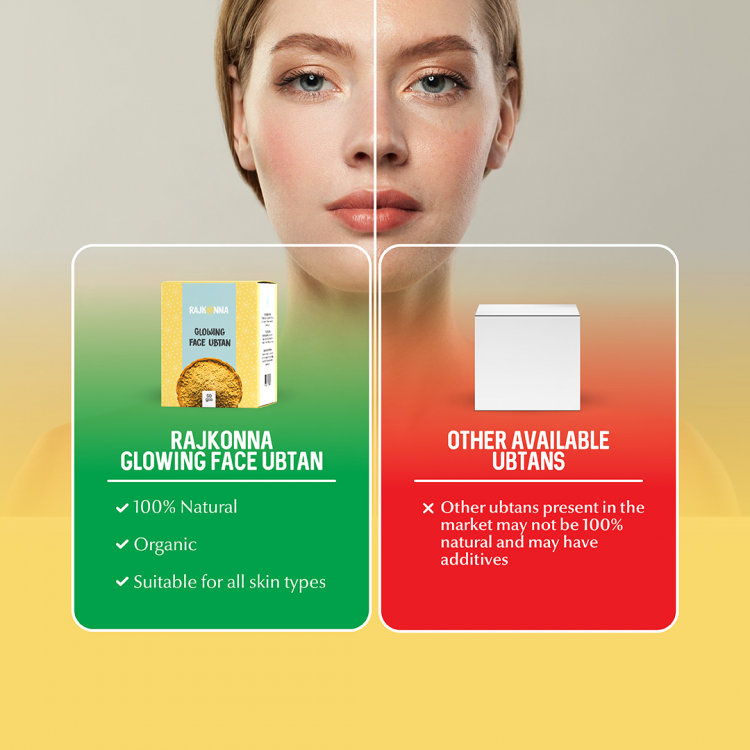 RAJKONNA
GLOWING
FACE UBTAN
RAJKONNA
GLOWING FACE UBTAN
100% Natural
Organic
Suitable for all skin types
OTHER AVAILABLE
UBTANS
Other ubtans present in the
market may not be 100%
natural and may have
additives